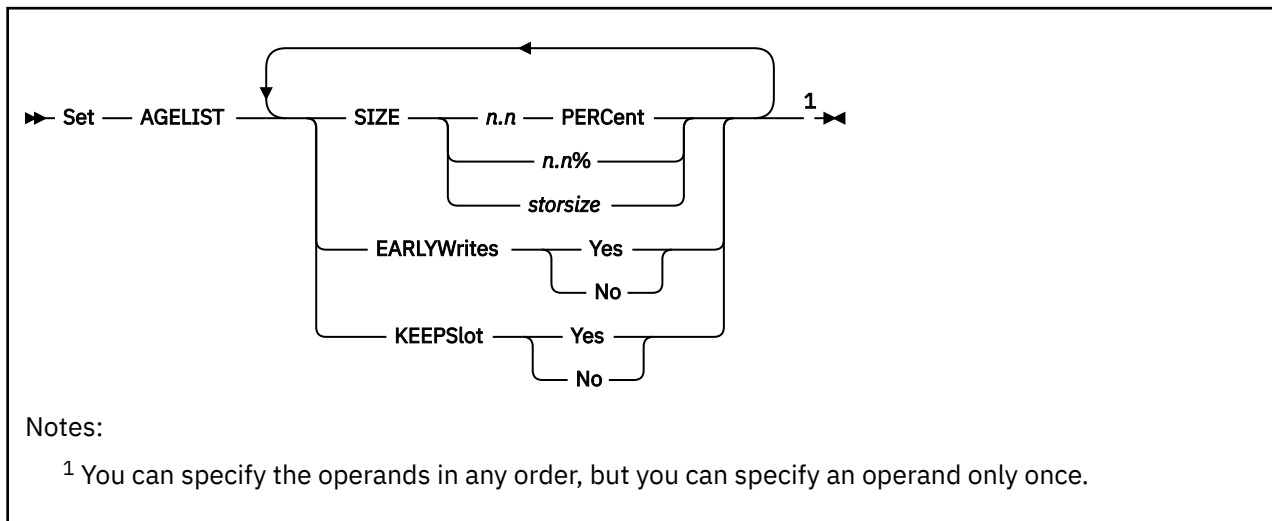 1
Set AGELIST SIZE n.n PERCent
n.n%
storsize
EARLYWrites Yes
No
KEEPSlot Yes
No
Notes:
1 You can specify the operands in any order, but you can specify an operand only once.